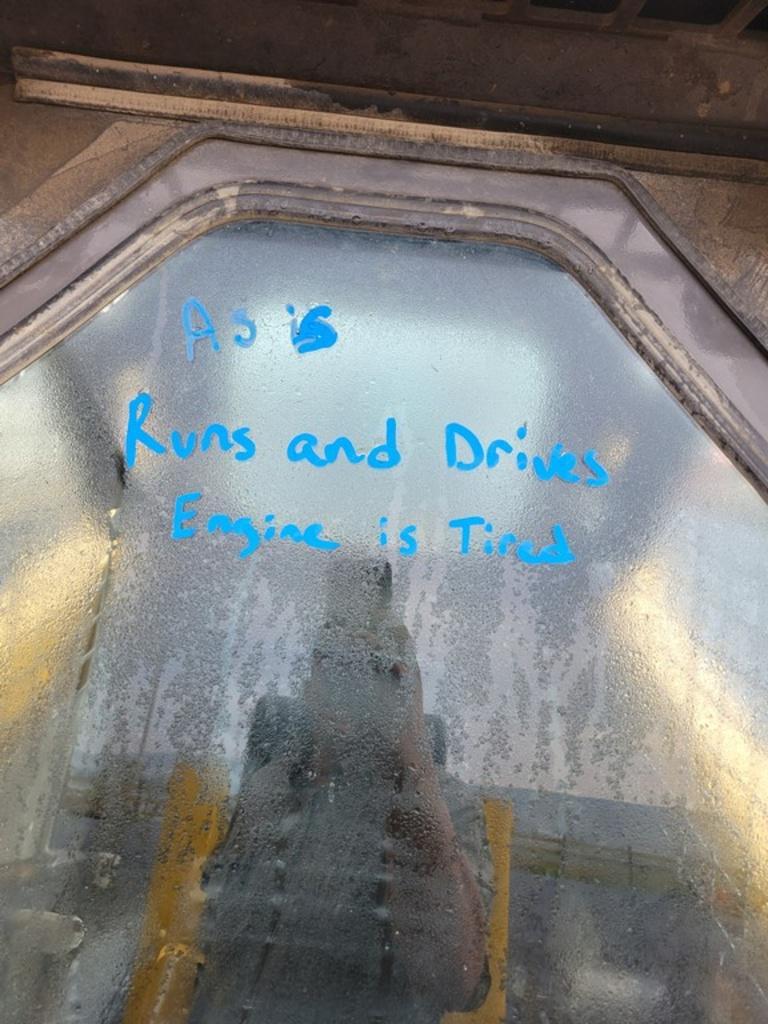 As is
Runs and Drives
Engine is Tired